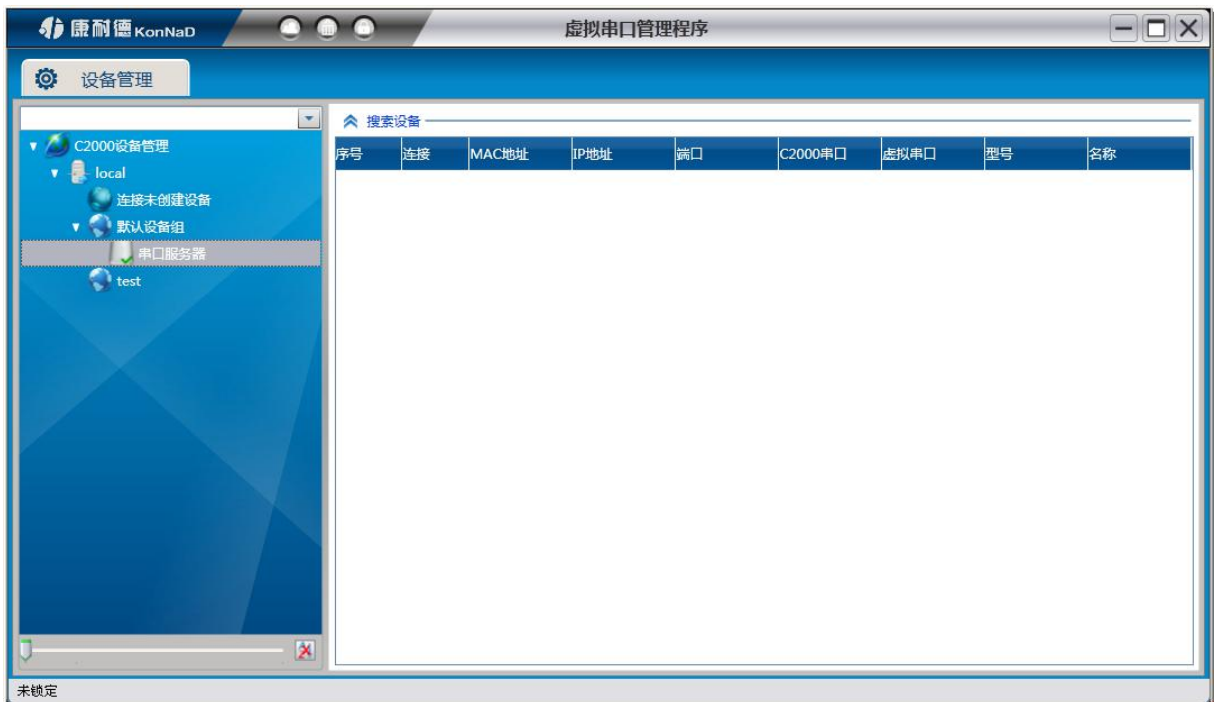 康耐德 KonNaD
虚拟串口管理程序
设备管理
搜索设备
C2000设备管理
local
连接未创建设备
默认设备组
串口服务器
test
序号 连接 MAC地址 IP地址 端口 C2000串口 虚拟串口 型号 名称
未锁定